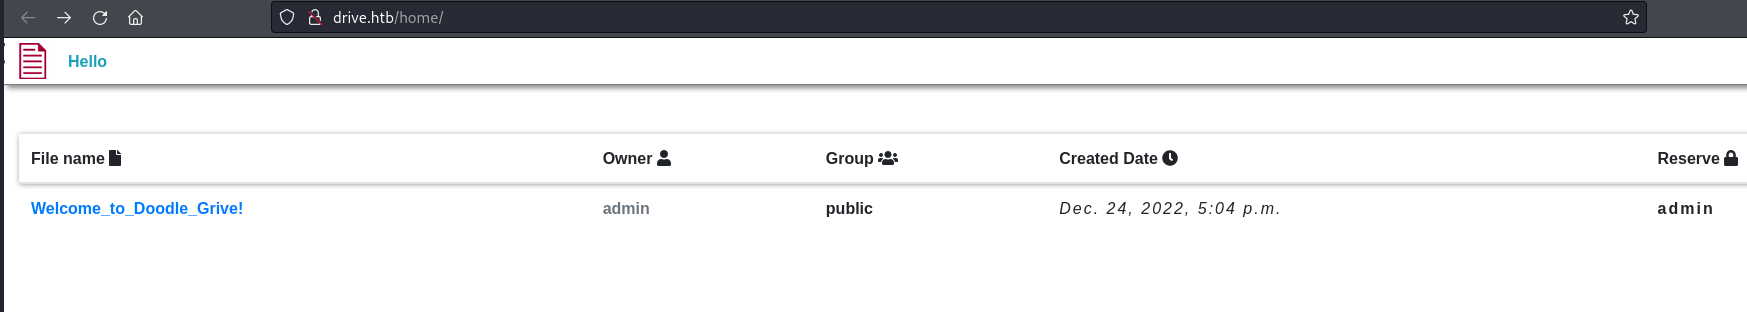 drive.htb/home/
Hello
File name Owner Group Created Date Reserve
Welcome_to_Doodle_Grive! admin public Dec. 24, 2022, 5:04 p.m. admin